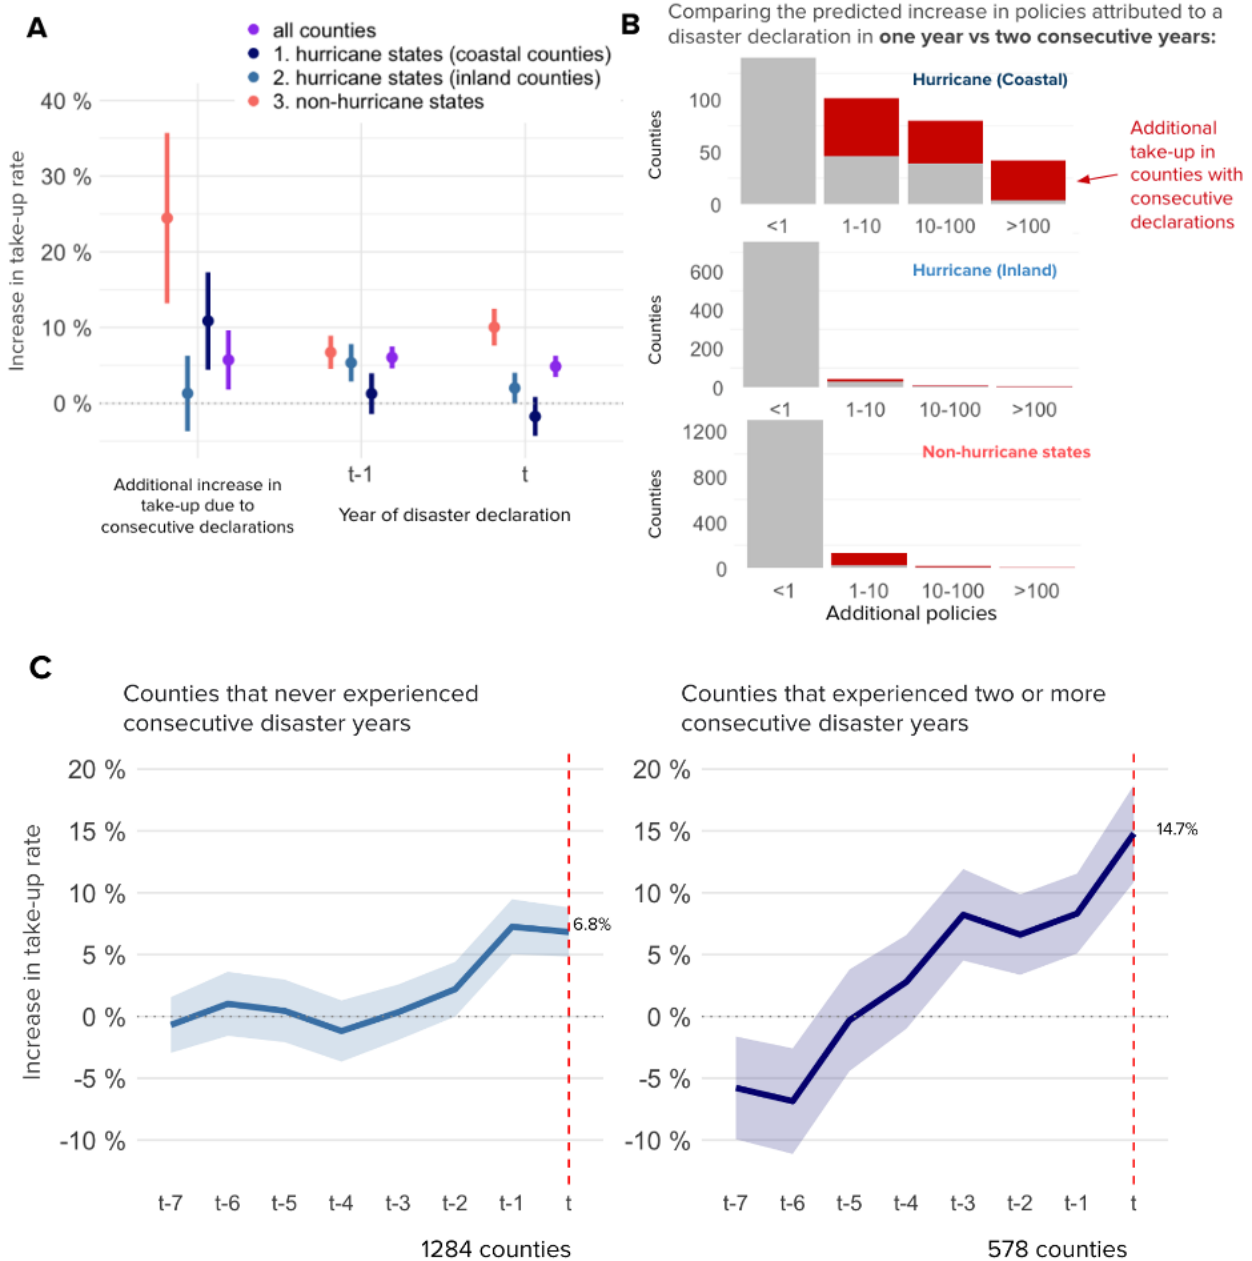 A
all counties
1. hurricane states (coastal counties)
2. hurricane states (inland counties)
3. non-hurricane states
Increase in take-up rate
40 %
30 %
20 %
10 %
0 %
t-1
t
Additional increase in
take-up due to
consecutive declarations
Year of disaster declaration
B
Comparing the predicted increase in policies attributed to a
disaster declaration in one year vs two consecutive years:
Hurricane (Coastal)
Counties
100
50
0
<1
1-10
10-100
>100
Additional
take-up in
counties with
consecutive
declarations
Hurricane (Inland)
Counties
600
400
200
0
<1
1-10
10-100
>100
Non-hurricane states
Counties
1200
800
400
0
<1
1-10
10-100
>100
Additional policies
C
Counties that never experienced
consecutive disaster years
Increase in take-up rate
20 %
15 %
10 %
5 %
0 %
-5 %
-10 %
6.8%
t-7
t-6
t-5
t-4
t-3
t-2
t-1
t
1284 counties
Counties that experienced two or more
consecutive disaster years
20 %
15 %
10 %
5 %
0 %
-5 %
-10 %
14.7%
t-7
t-6
t-5
t-4
t-3
t-2
t-1
t
578 counties